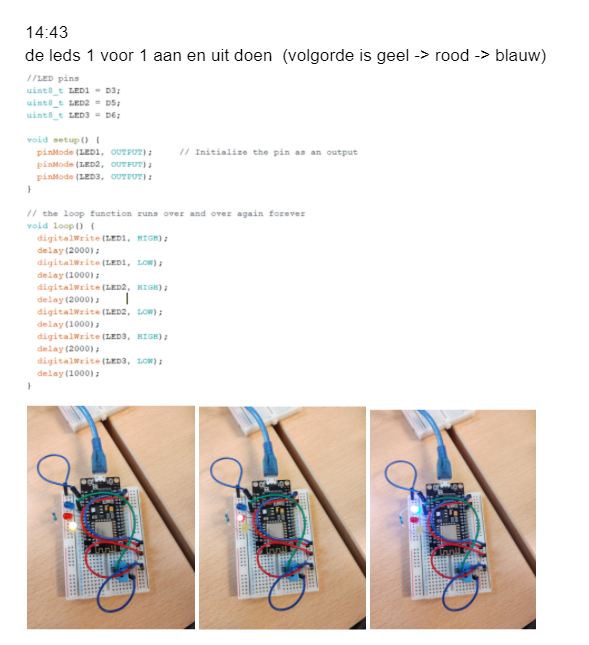 14:43
de leds 1 voor 1 aan en uit doen  (volgorde is geel -> rood -> blauw)
//LED pins
uint8_t LED1 = D3;
uint8_t LED2 = D5;
uint8_t LED3 = D6;
void setup() {
pinMode(LED1, OUTPUT);     // Initialize the pin as an output
pinMode(LED2, OUTPUT);
pinMode(LED3, OUTPUT);
}
// the loop function runs over and over again forever
void loop() {
digitalWrite(LED1, HIGH);
delay(2000);
digitalWrite(LED1, LOW);
delay(1000);
digitalWrite(LED2, HIGH);
delay(2000);
digitalWrite(LED2, LOW);
delay(1000);
digitalWrite(LED3, HIGH);
delay(2000);
digitalWrite(LED3, LOW);
delay(1000);
}